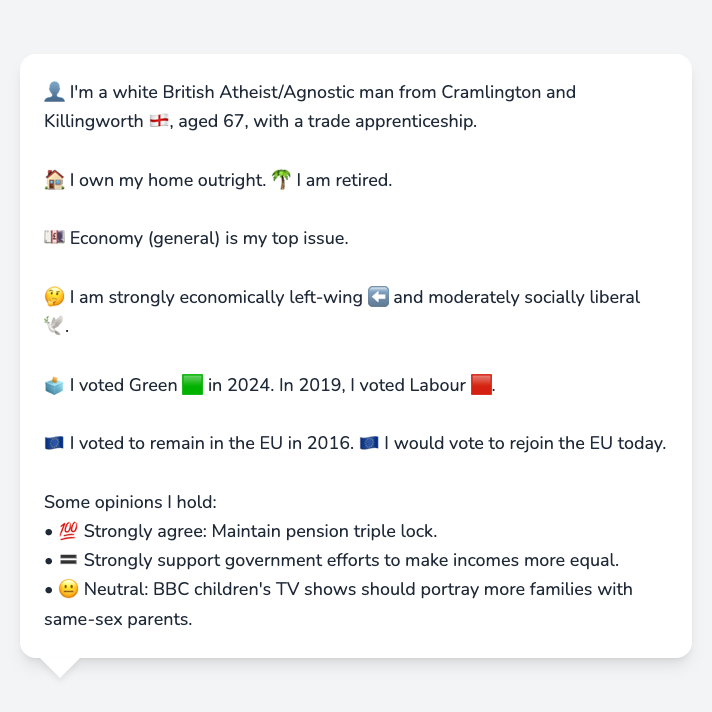 👤 I'm a white British Atheist/Agnostic man from Cramlington and
Killingworth 🏴󠁧󠁢󠁥󠁮󠁧󠁿, aged 67, with a trade apprenticeship.
🏠 I own my home outright. 🌴 I am retired.
💷 Economy (general) is my top issue.
🤔 I am strongly economically left-wing ⬅️ and moderately socially liberal
🕊️.
🗳️ I voted Green 🟩 in 2024. In 2019, I voted Labour 🟥.
🇪🇺 I voted to remain in the EU in 2016. 🇪🇺 I would vote to rejoin the EU today.
Some opinions I hold:
• 💯 Strongly agree: Maintain pension triple lock.
• 🟰 Strongly support government efforts to make incomes more equal.
• 😐 Neutral: BBC children's TV shows should portray more families with
same-sex parents.